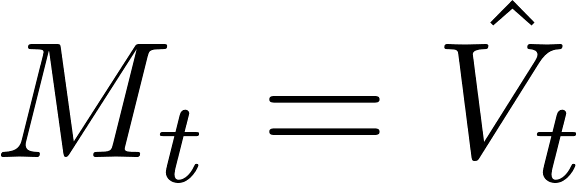 $M_t = \hat{V}_t$